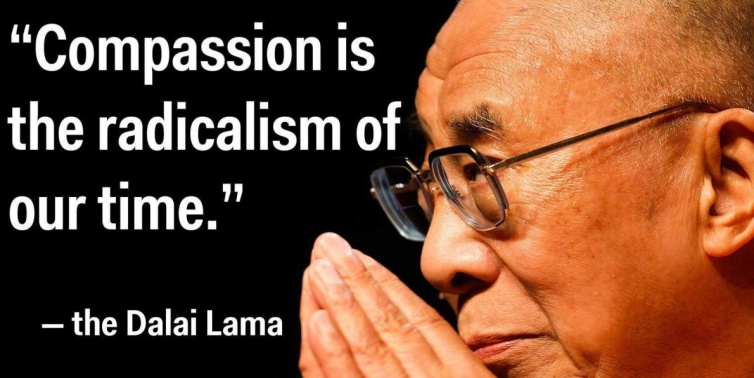 “Compassion is
the radicalism of
our time.”
– the Dalai Lama